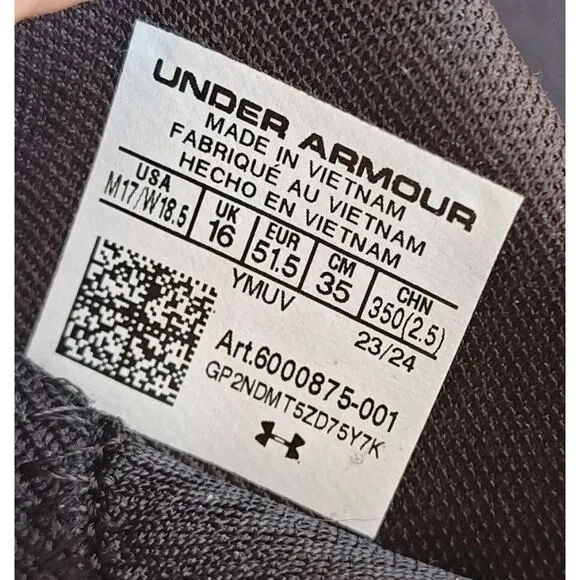 UNDER ARMOUR
MADE IN VIETNAM
FABRIQUÉ AU VIETNAM
HECHO EN VIETNAM
USA UK EUR CM CHN
M17/W18.5 16 51.5 35 350(2.5)
YMUV 23/24
Art.6000875-001
GP2NDMT5ZD75Y7K